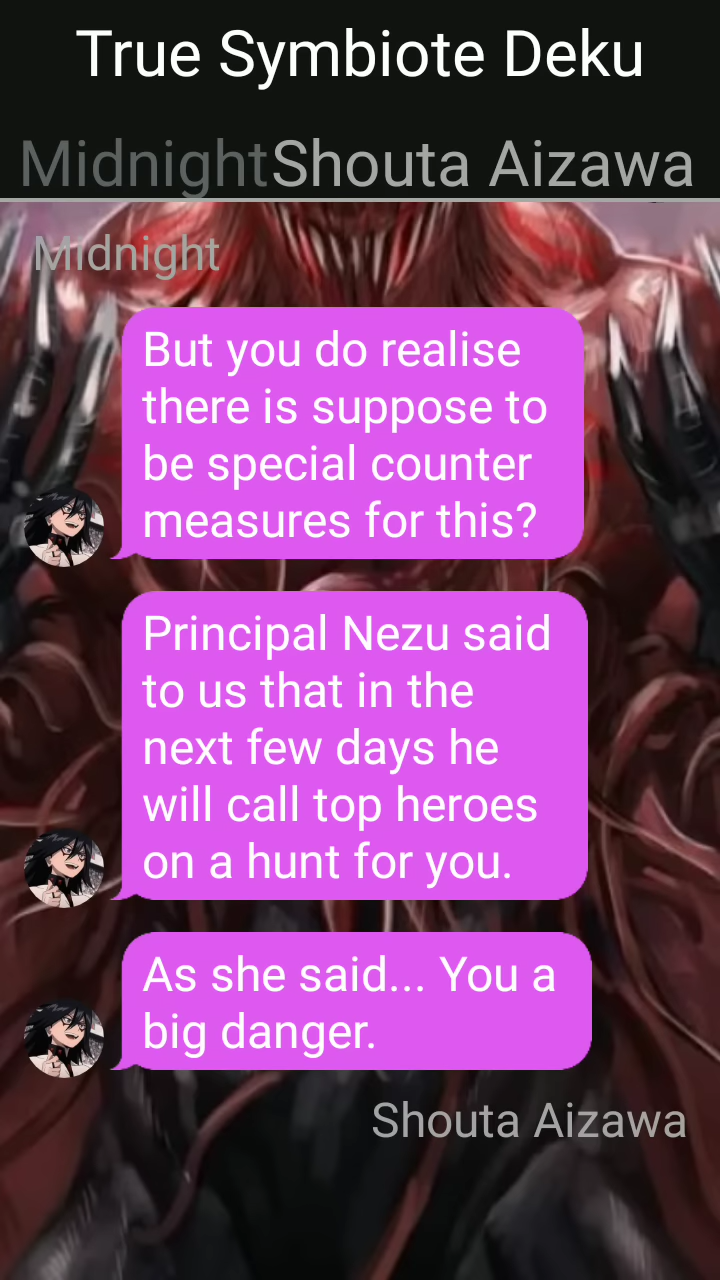 True Symbiote Deku
MidnightShouta Aizawa
Midnight
But you do realise
there is suppose to
be special counter
measures for this?
Principal Nezu said
to us that in the
next few days he
will call top heroes
on a hunt for you.
As she said... You a
big danger.
Shouta Aizawa